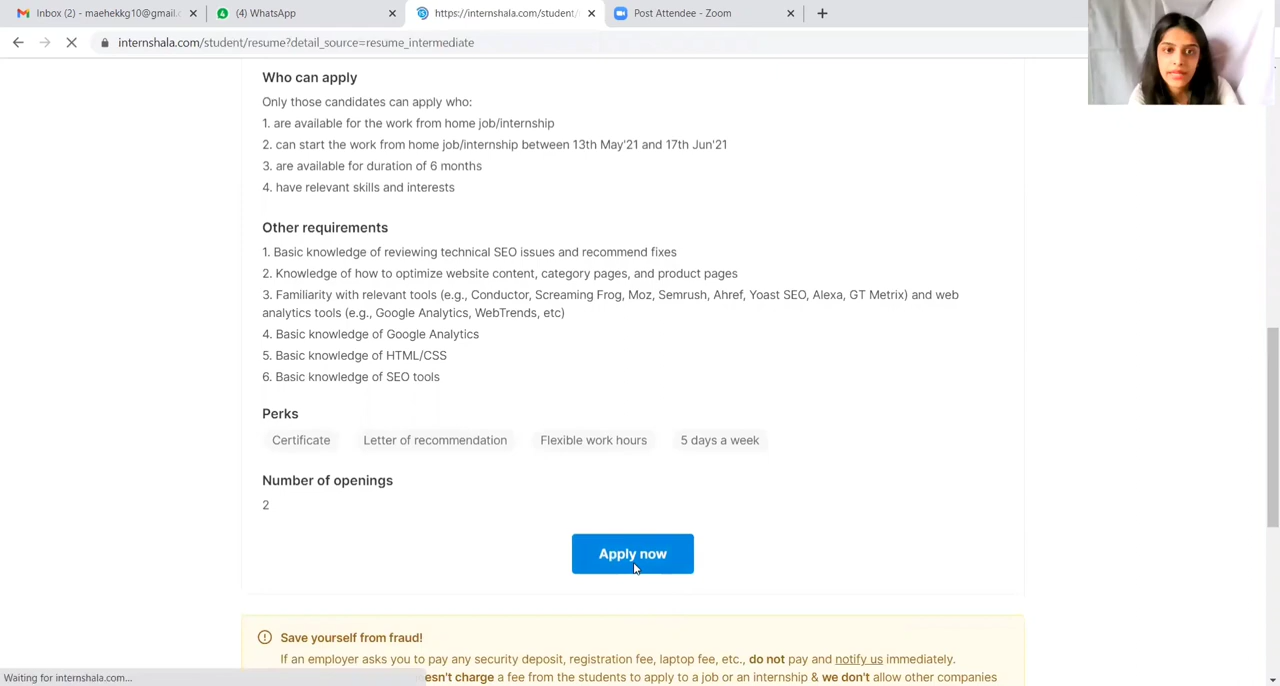 Inbox (2) - maehekkg10@gmail.c
(4) WhatsApp
https://internshala.com/student/
Post Attendee - Zoom
internshala.com/student/resume?detail_source=resume_intermediate
Who can apply
Only those candidates can apply who:
1. are available for the work from home job/internship
2. can start the work from home job/internship between 13th May'21 and 17th Jun'21
3. are available for duration of 6 months
4. have relevant skills and interests
Other requirements
1. Basic knowledge of reviewing technical SEO issues and recommend fixes
2. Knowledge of how to optimize website content, category pages, and product pages
3. Familiarity with relevant tools (e.g., Conductor, Screaming Frog, Moz, Semrush, Ahref, Yoast SEO, Alexa, GT Metrix) and web
analytics tools (e.g., Google Analytics, WebTrends, etc)
4. Basic knowledge of Google Analytics
5. Basic knowledge of HTML/CSS
6. Basic knowledge of SEO tools
Perks
Certificate Letter of recommendation Flexible work hours 5 days a week
Number of openings
2
Apply now
Save yourself from fraud!
If an employer asks you to pay any security deposit, registration fee, laptop fee, etc., do not pay and notify us immediately.
esn't charge a fee from the students to apply to a job or an internship & we don't allow other companies
Waiting for internshala.com...